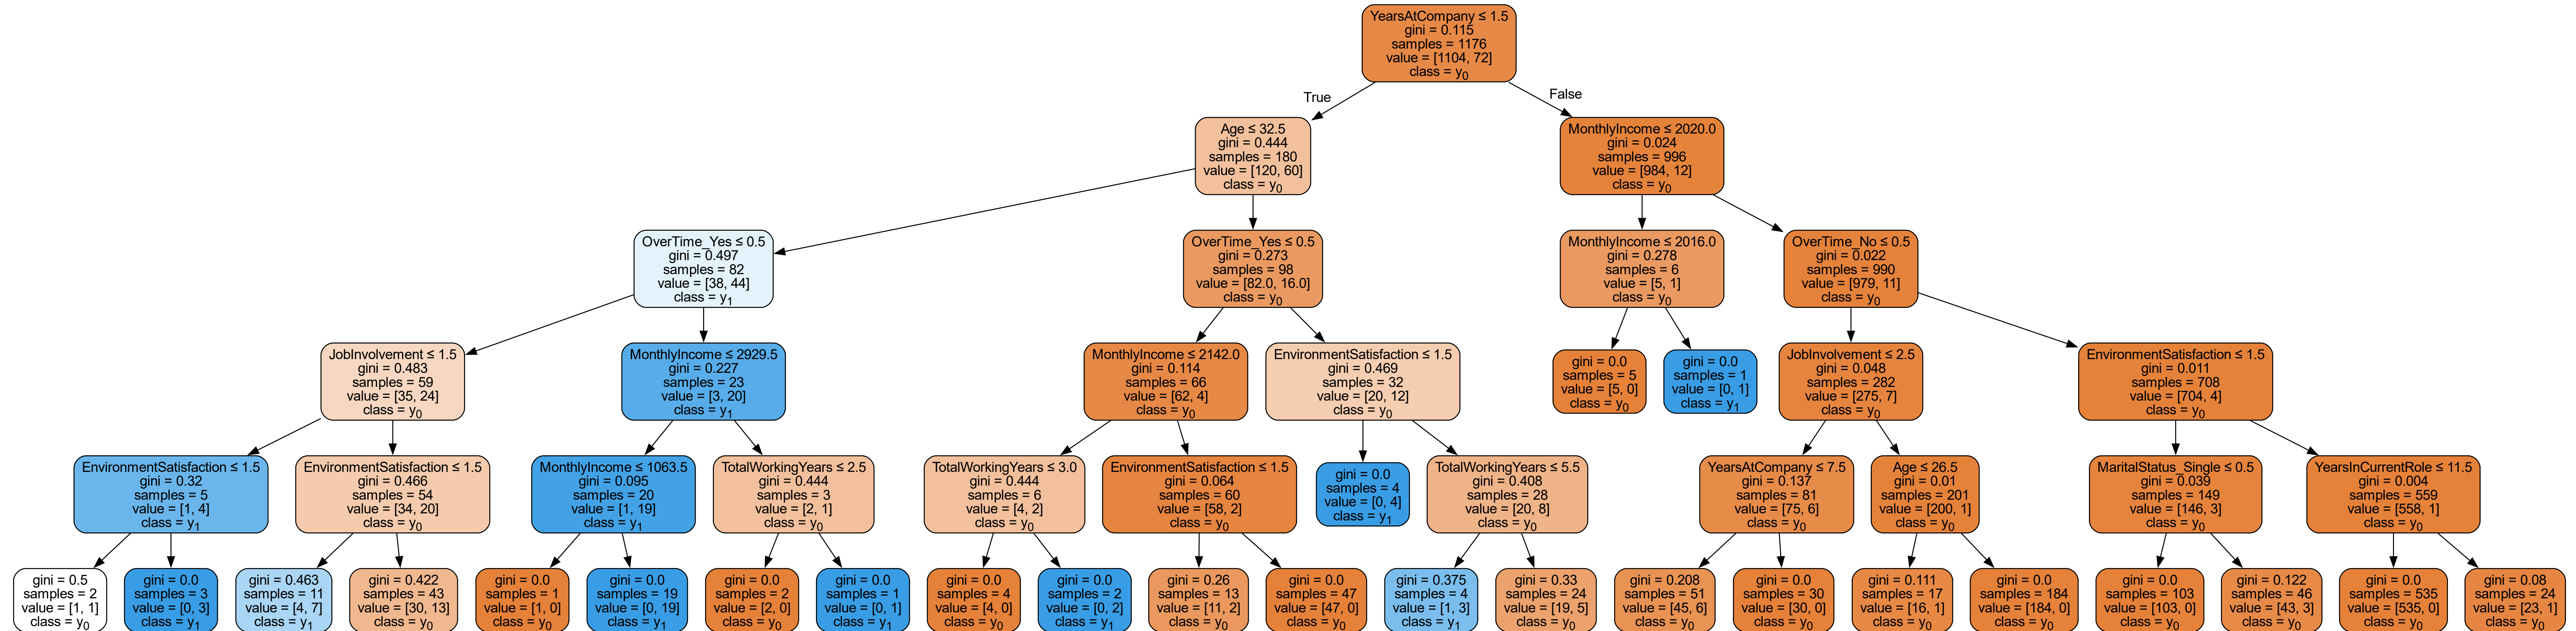 YearsAtCompany ≤ 1.5
gini = 0.115
samples = 1176
value = [1104, 72]
class = y0
True
False
Age ≤ 32.5
gini = 0.444
samples = 180
value = [120, 60]
class = y0
MonthlyIncome ≤ 2020.0
gini = 0.024
samples = 996
value = [984, 12]
class = y0
OverTime_Yes ≤ 0.5
gini = 0.497
samples = 82
value = [38, 44]
class = y1
OverTime_Yes ≤ 0.5
gini = 0.273
samples = 98
value = [82.0, 16.0]
class = y0
MonthlyIncome ≤ 2016.0
gini = 0.278
samples = 6
value = [5, 1]
class = y0
OverTime_No ≤ 0.5
gini = 0.022
samples = 990
value = [979, 11]
class = y0
JobInvolvement ≤ 1.5
gini = 0.483
samples = 59
value = [35, 24]
class = y0
MonthlyIncome ≤ 2929.5
gini = 0.227
samples = 23
value = [3, 20]
class = y1
MonthlyIncome ≤ 2142.0
gini = 0.114
samples = 66
value = [62, 4]
class = y0
EnvironmentSatisfaction ≤ 1.5
gini = 0.469
samples = 32
value = [20, 12]
class = y0
gini = 0.0
samples = 5
value = [5, 0]
class = y0
gini = 0.0
samples = 1
value = [0, 1]
class = y1
JobInvolvement ≤ 2.5
gini = 0.048
samples = 282
value = [275, 7]
class = y0
EnvironmentSatisfaction ≤ 1.5
gini = 0.011
samples = 708
value = [704, 4]
class = y0
EnvironmentSatisfaction ≤ 1.5
gini = 0.32
samples = 5
value = [1, 4]
class = y1
EnvironmentSatisfaction ≤ 1.5
gini = 0.466
samples = 54
value = [34, 20]
class = y0
MonthlyIncome ≤ 1063.5
gini = 0.095
samples = 20
value = [1, 19]
class = y1
TotalWorkingYears ≤ 2.5
gini = 0.444
samples = 3
value = [2, 1]
class = y0
TotalWorkingYears ≤ 3.0
gini = 0.444
samples = 6
value = [4, 2]
class = y0
EnvironmentSatisfaction ≤ 1.5
gini = 0.064
samples = 60
value = [58, 2]
class = y0
gini = 0.0
samples = 4
value = [0, 4]
class = y1
TotalWorkingYears ≤ 5.5
gini = 0.408
samples = 28
value = [20, 8]
class = y0
YearsAtCompany ≤ 7.5
gini = 0.137
samples = 81
value = [75, 6]
class = y0
Age ≤ 26.5
gini = 0.01
samples = 201
value = [200, 1]
class = y0
MaritalStatus_Single ≤ 0.5
gini = 0.039
samples = 149
value = [146, 3]
class = y0
YearsInCurrentRole ≤ 11.5
gini = 0.004
samples = 559
value = [558, 1]
class = y0
gini = 0.5
samples = 2
value = [1, 1]
class = y0
gini = 0.0
samples = 3
value = [0, 3]
class = y1
gini = 0.463
samples = 11
value = [4, 7]
class = y1
gini = 0.422
samples = 43
value = [30, 13]
class = y0
gini = 0.0
samples = 1
value = [1, 0]
class = y0
gini = 0.0
samples = 19
value = [0, 19]
class = y1
gini = 0.0
samples = 2
value = [2, 0]
class = y0
gini = 0.0
samples = 1
value = [0, 1]
class = y1
gini = 0.0
samples = 4
value = [4, 0]
class = y0
gini = 0.0
samples = 2
value = [0, 2]
class = y1
gini = 0.26
samples = 13
value = [11, 2]
class = y0
gini = 0.0
samples = 47
value = [47, 0]
class = y0
gini = 0.375
samples = 4
value = [1, 3]
class = y1
gini = 0.33
samples = 24
value = [19, 5]
class = y0
gini = 0.208
samples = 51
value = [45, 6]
class = y0
gini = 0.0
samples = 30
value = [30, 0]
class = y0
gini = 0.111
samples = 17
value = [16, 1]
class = y0
gini = 0.0
samples = 184
value = [184, 0]
class = y0
gini = 0.0
samples = 103
value = [103, 0]
class = y0
gini = 0.122
samples = 46
value = [43, 3]
class = y0
gini = 0.0
samples = 535
value = [535, 0]
class = y0
gini = 0.08
samples = 24
value = [23, 1]
class = y0